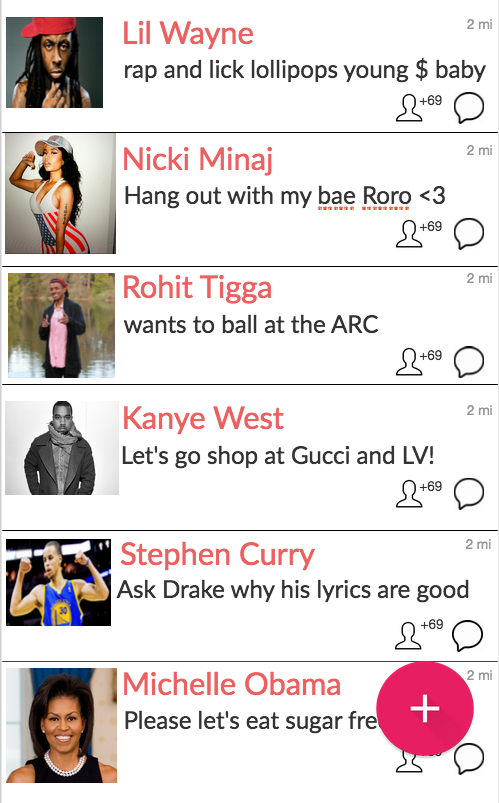 Lil Wayne
2 mi
rap and lick lollipops young $ baby
+69
Nicki Minaj
2 mi
Hang out with my bae Roro <3
+69
Rohit Tigga
2 mi
wants to ball at the ARC
+69
Kanye West
2 mi
Let's go shop at Gucci and LV!
+69
Stephen Curry
2 mi
Ask Drake why his lyrics are good
+69
30
Michelle Obama
2 mi
Please let's eat sugar